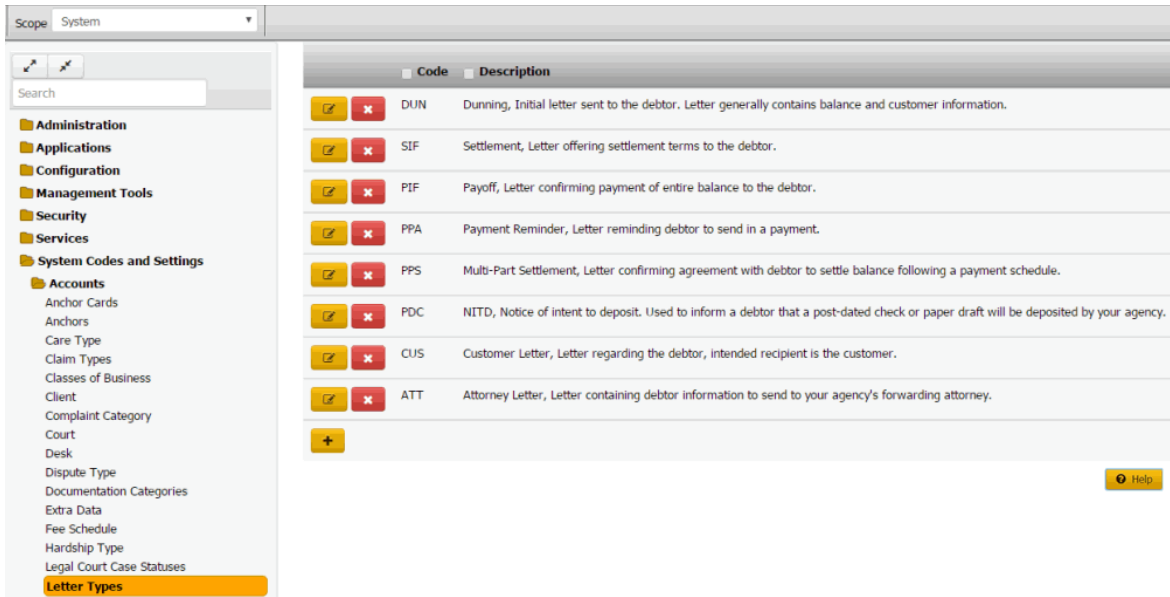 Scope System
Search
Administration
Applications
Configuration
Management Tools
Security
Services
System Codes and Settings
Accounts
Anchor Cards
Anchors
Care Type
Claim Types
Classes of Business
Client
Complaint Category
Court
Desk
Dispute Type
Documentation Categories
Extra Data
Fee Schedule
Hardship Type
Legal Court Case Statuses
Letter Types
Code Description
DUN Dunning, Initial letter sent to the debtor. Letter generally contains balance and customer information.
SIF Settlement, Letter offering settlement terms to the debtor.
PIF Payoff, Letter confirming payment of entire balance to the debtor.
PPA Payment Reminder, Letter reminding debtor to send in a payment.
PPS Multi-Part Settlement, Letter confirming agreement with debtor to settle balance following a payment schedule.
PDC NITD, Notice of intent to deposit. Used to inform a debtor that a post-dated check or paper draft will be deposited by your agency.
CUS Customer Letter, Letter regarding the debtor, intended recipient is the customer.
ATT Attorney Letter, Letter containing debtor information to send to your agency's forwarding attorney.
Help